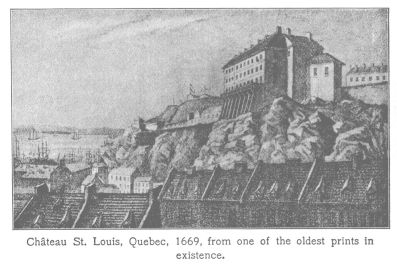 Château St. Louis, Quebec, 1669, from one of the oldest prints in
existence.